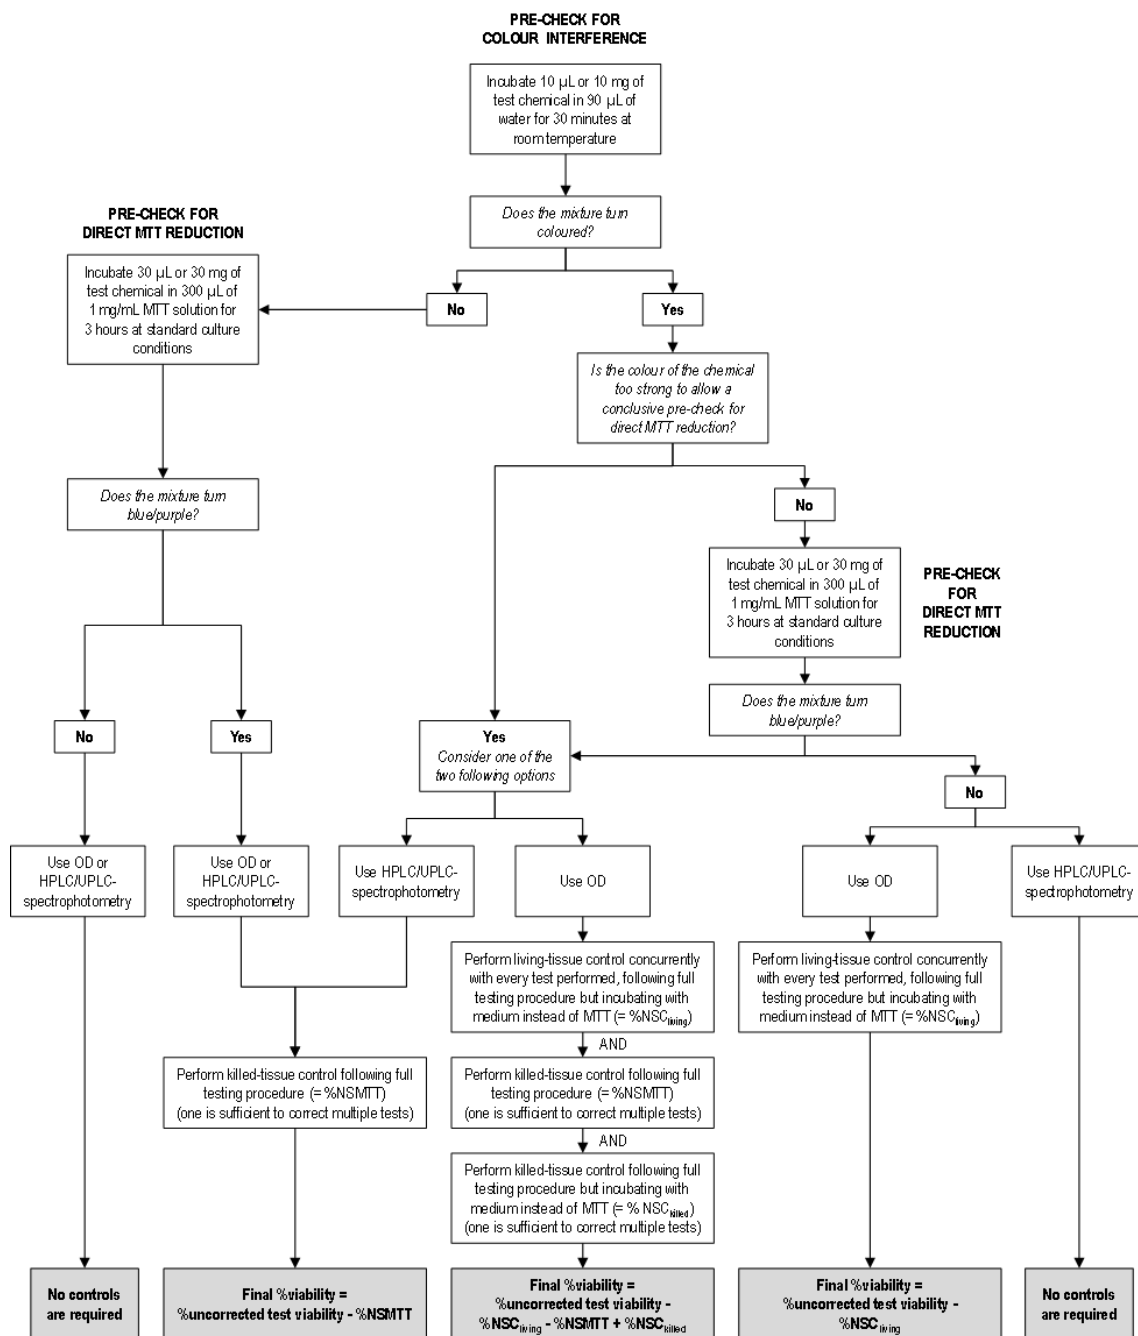 PRE-CHECK FOR
COLOUR INTERFERENCE
Incubate 10 µL or 10 mg of
test chemical in 90 µL of
water for 30 minutes at
room temperature
Does the mixture turn
coloured?
PRE-CHECK FOR
DIRECT MTT REDUCTION
Incubate 30 µL or 30 mg of
test chemical in 300 µL of
1 mg/mL MTT solution for
3 hours at standard culture
conditions
No
Yes
Is the colour of the chemical
too strong to allow a
conclusive pre-check for
direct MTT reduction?
Does the mixture turn
blue/purple?
No
Incubate 30 µL or 30 mg of
test chemical in 300 µL of
1 mg/mL MTT solution for
3 hours at standard culture
conditions
PRE-CHECK
FOR
DIRECT MTT
REDUCTION
Does the mixture turn
blue/purple?
No
Yes
Yes
Consider one of the
two following options
No
Use OD or
HPLC/UPLC-
spectrophotometry
Use OD or
HPLC/UPLC-
spectrophotometry
Use HPLC/UPLC-
spectrophotometry
Use OD
Use OD
Use HPLC/UPLC-
spectrophotometry
Perform living-tissue control concurrently
with every test performed, following full
testing procedure but incubating with
medium instead of MTT (= %NSCliving)
Perform living-tissue control concurrently
with every test performed, following full
testing procedure but incubating with
medium instead of MTT (= %NSCliving)
AND
Perform killed-tissue control following full
testing procedure (= %NSMTT)
(one is sufficient to correct multiple tests)
Perform killed-tissue control following full
testing procedure (= %NSMTT)
(one is sufficient to correct multiple tests)
AND
Perform killed-tissue control following full
testing procedure but incubating with
medium instead of MTT (= % NSCkilled)
(one is sufficient to correct multiple tests)
No controls
are required
Final %viability =
%uncorrected test viability - %NSMTT
Final %viability =
%uncorrected test viability -
%NSCliving - %NSMTT + %NSCkilled
Final %viability =
%uncorrected test viability -
%NSCliving
No controls
are required